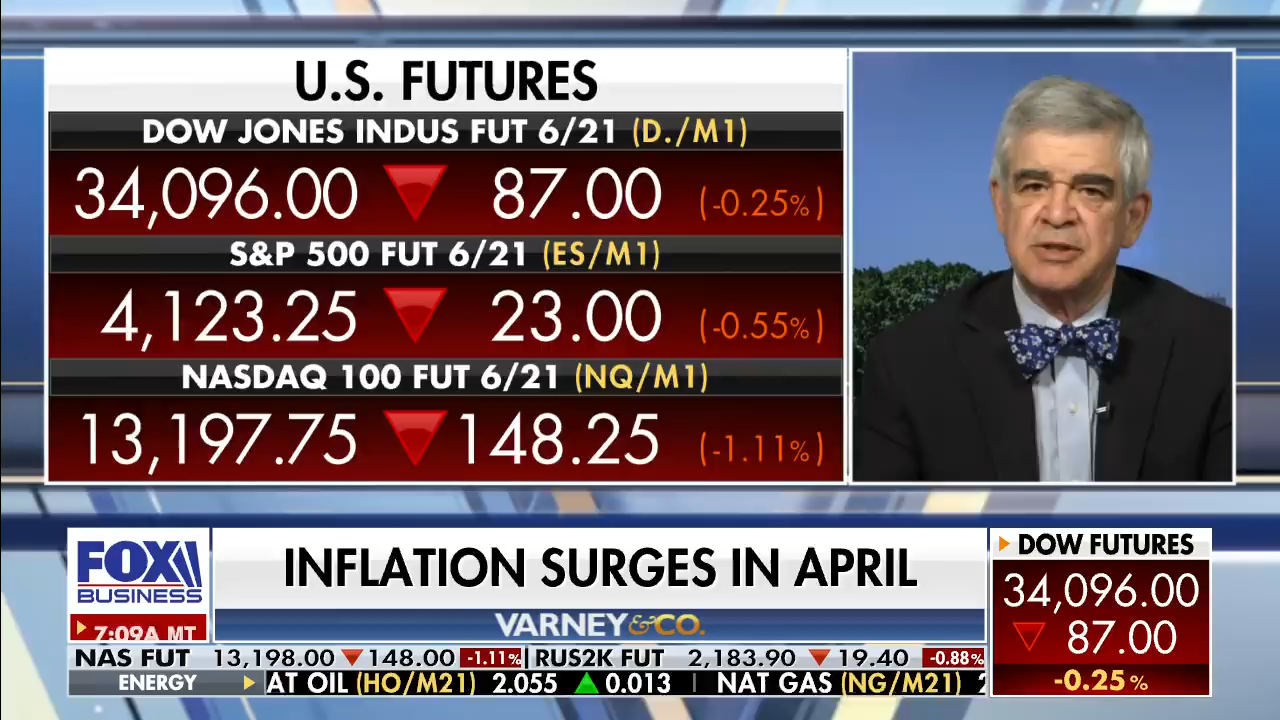 U.S. FUTURES
DOW JONES INDUS FUT 6/21 (D./M1)
34,096.00 ▼ 87.00 (-0.25%)
S&P 500 FUT 6/21 (ES/M1)
4,123.25 ▼ 23.00 (-0.55%)
NASDAQ 100 FUT 6/21 (NQ/M1)
13,197.75 ▼ 148.25 (-1.11%)
FOX
BUSINESS
7:09A MT
INFLATION SURGES IN APRIL
VARNEY&CO.
DOW FUTURES
34,096.00
▼ 87.00
-0.25%
NAS FUT 13,198.00 ▼ 148.00 -1.11% RUS2K FUT 2,183.90 ▼ 19.40 -0.88%
ENERGY AT OIL (HO/M21) 2.055 ▲ 0.013 NAT GAS (NG/M21)